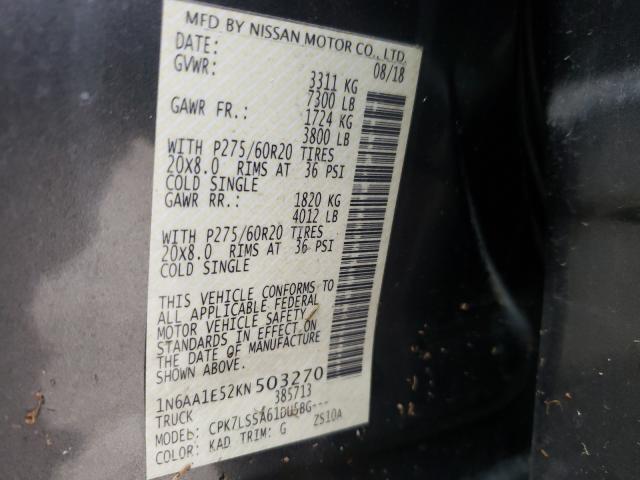 MFD BY NISSAN MOTOR CO., LTD.
DATE: 08/18
GVWR: 3311 KG
7300 LB
GAWR FR.: 1724 KG
3800 LB
WITH P275/60R20 TIRES
20X8.0 RIMS AT 36 PSI
COLD SINGLE
GAWR RR.: 1820 KG
4012 LB
WITH P275/60R20 TIRES
20X8.0 RIMS AT 36 PSI
COLD SINGLE
THIS VEHICLE CONFORMS TO
ALL APPLICABLE FEDERAL
MOTOR VEHICLE SAFETY
STANDARDS IN EFFECT ON
THE DATE OF MANUFACTURE
SHOWN ABOVE.
1N6AA1E52KN503270
385713
TRUCK
MODEL: CPK7LSSA61DU5BG---
COLOR: KAD TRIM: G ZS10A